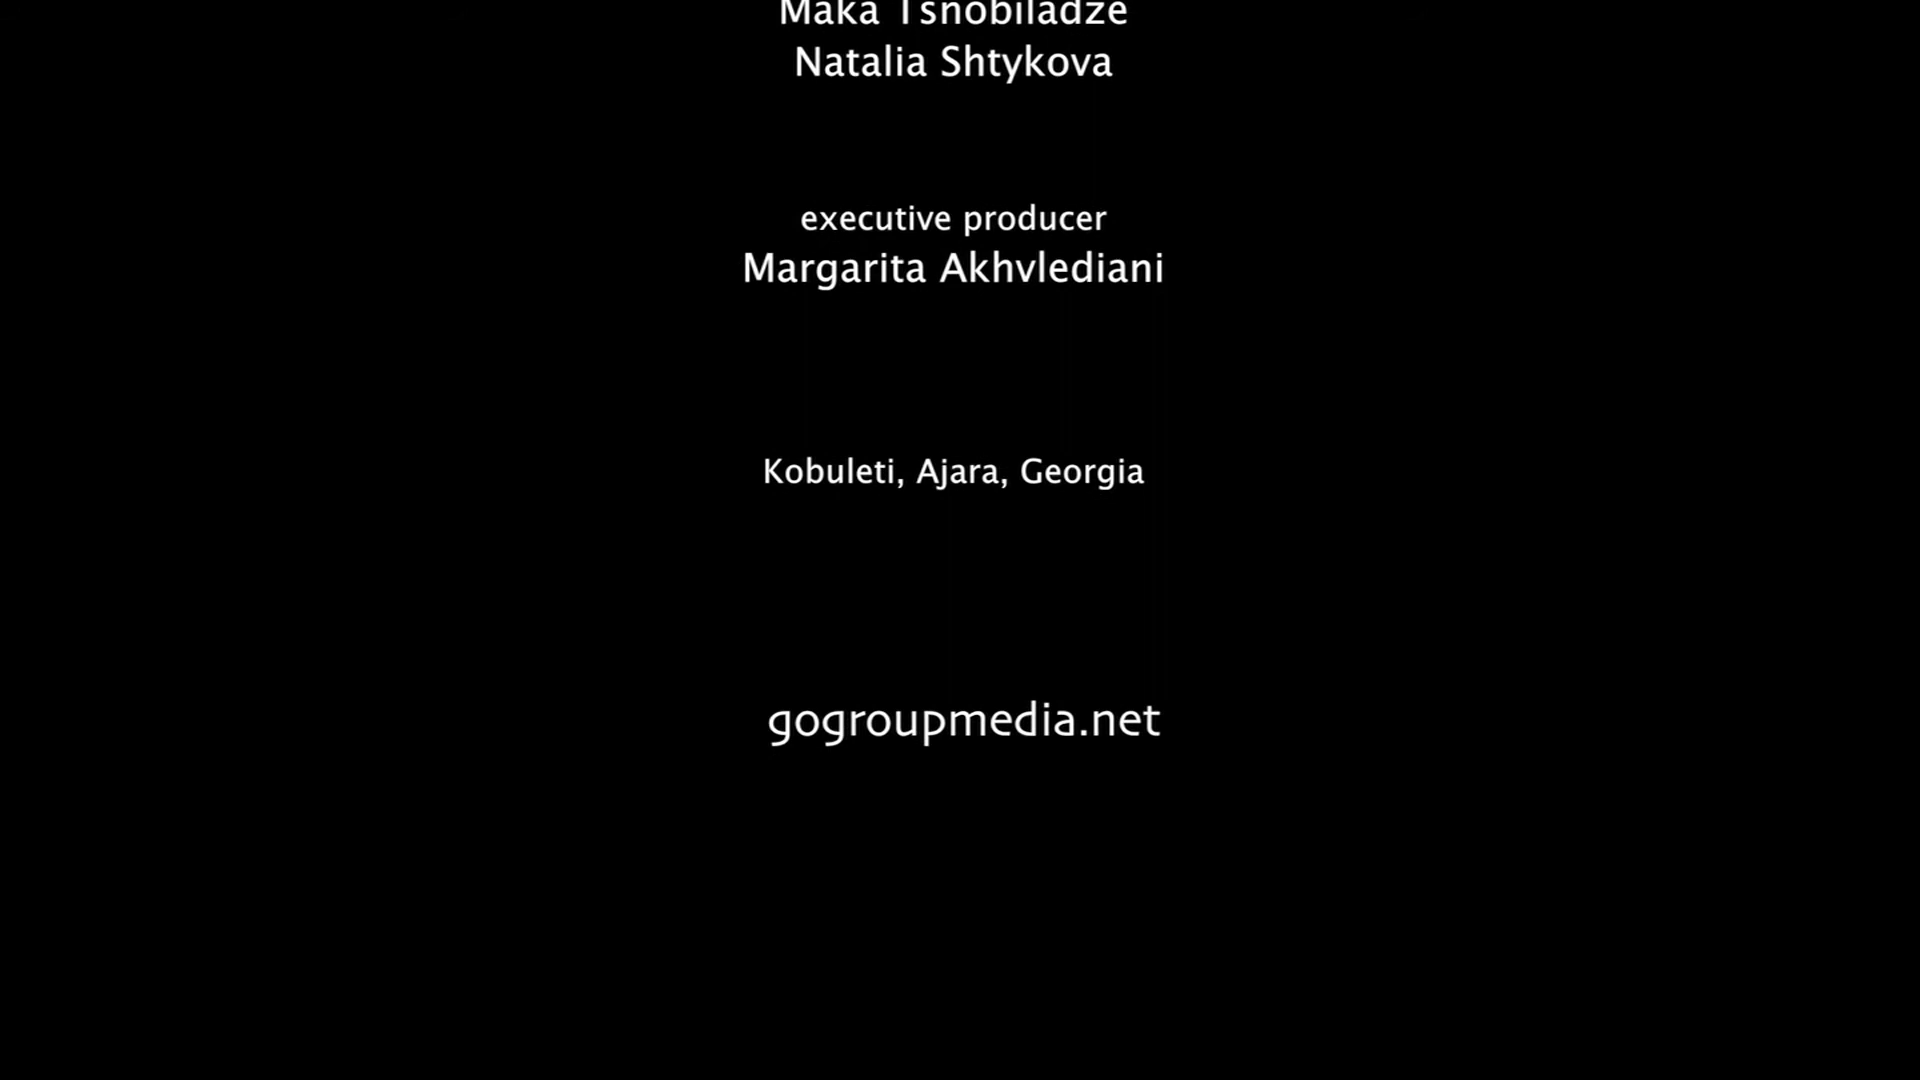 Maka Tsnobiladze
Natalia Shtykova
executive producer
Margarita Akhvlediani
Kobuleti, Ajara, Georgia
gogroupmedia.net